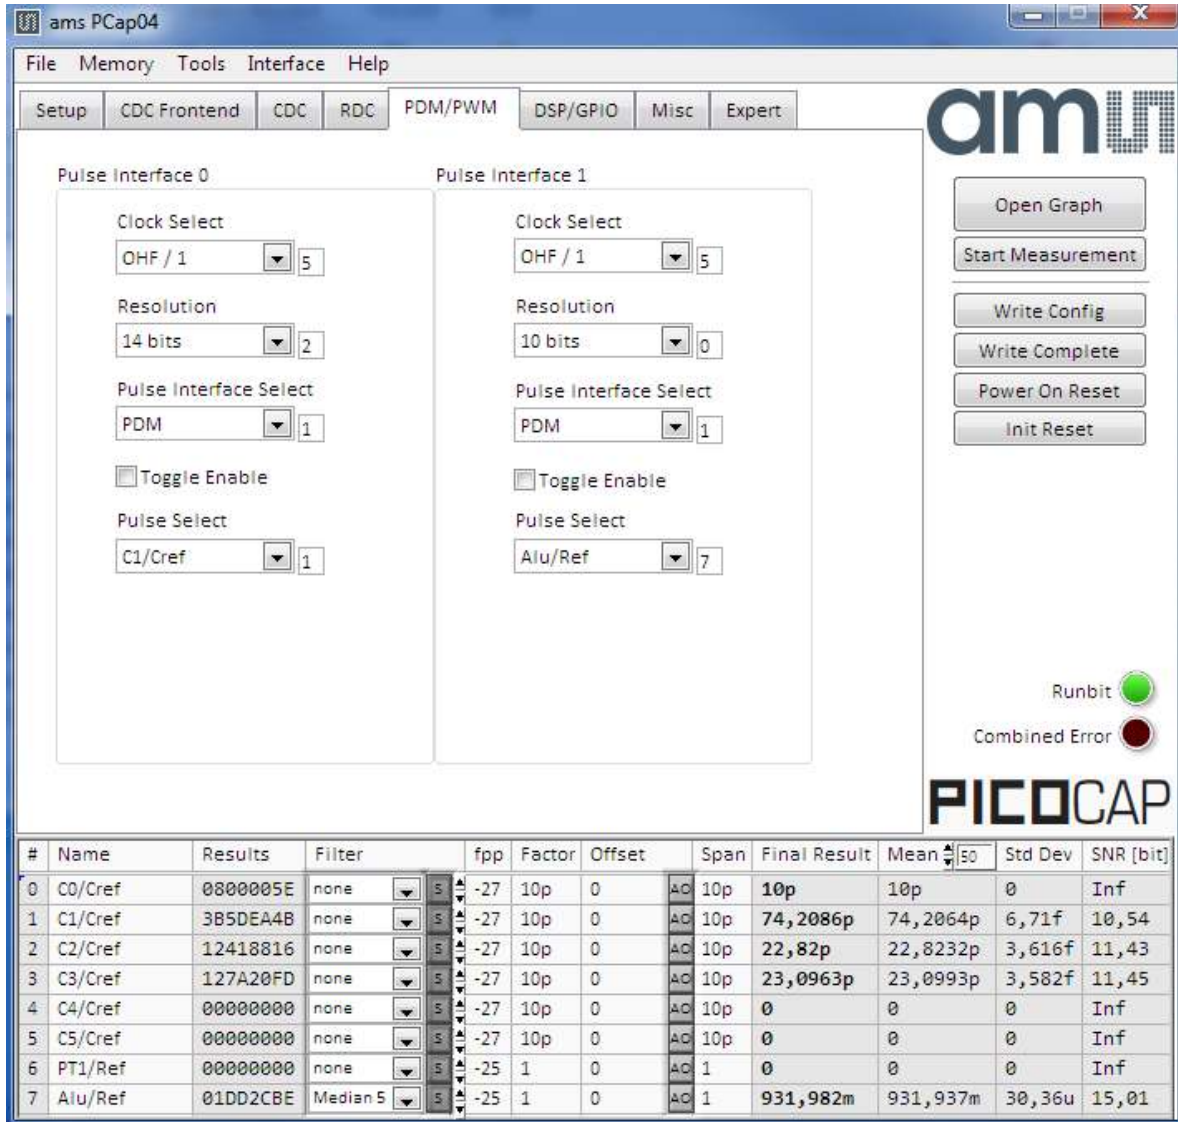 ams PCap04
File Memory Tools Interface Help
Setup CDC Frontend CDC RDC PDM/PWM DSP/GPIO Misc Expert
am
Pulse Interface 0 Pulse Interface 1
Open Graph
Clock Select Clock Select
OHF / 1 5 OHF / 1 5
Start Measurement
Resolution Resolution
Write Config
14 bits 2 10 bits 0
Write Complete
Pulse Interface Select Pulse Interface Select
Power On Reset
PDM 1 PDM 1
Init Reset
Toggle Enable Toggle Enable
Pulse Select Pulse Select
C1/Cref 1 Alu/Ref 7
Runbit
Combined Error
PICOCAP
# Name Results Filter fpp Factor Offset Span Final Result Mean 50 Std Dev SNR [bit]
0 C0/Cref 0800005E none S -27 10p 0 AO 10p 10p 10p 0 Inf
1 C1/Cref 3B5DEA4B none S -27 10p 0 AO 10p 74,2086p 74,2064p 6,71f 10,54
2 C2/Cref 12418816 none S -27 10p 0 AO 10p 22,82p 22,8232p 3,616f 11,43
3 C3/Cref 127A20FD none S -27 10p 0 AO 10p 23,0963p 23,0993p 3,582f 11,45
4 C4/Cref 00000000 none S -27 10p 0 AO 10p 0 0 0 Inf
5 C5/Cref 00000000 none S -27 10p 0 AO 10p 0 0 0 Inf
6 PT1/Ref 00000000 none S -25 1 0 AO 1 0 0 0 Inf
7 Alu/Ref 01DD2CBE Median 5 S -25 1 0 AO 1 931,982m 931,937m 30,36u 15,01